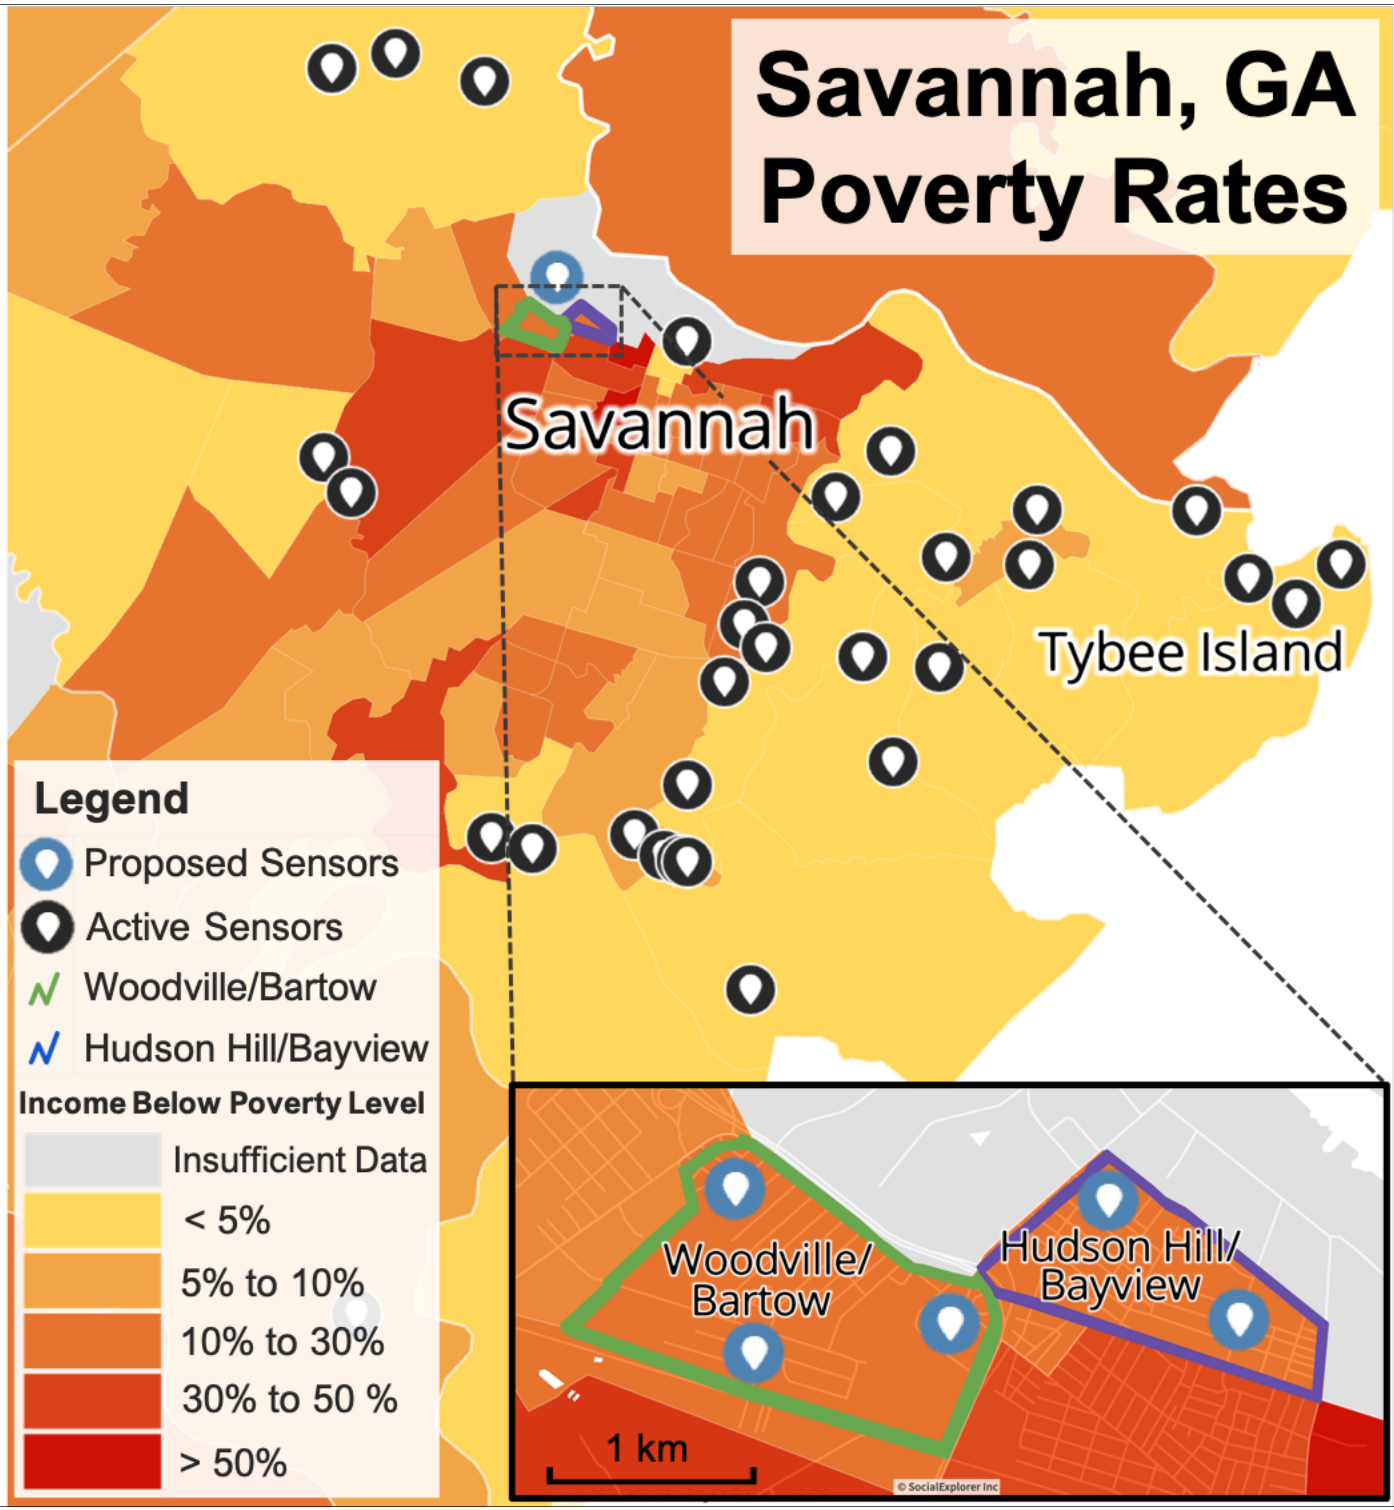 Savannah, GA
Poverty Rates
Savannah
Tybee Island
Legend
Proposed Sensors
Active Sensors
Woodville/Bartow
Hudson Hill/Bayview
Income Below Poverty Level
Insufficient Data
< 5%
5% to 10%
10% to 30%
30% to 50 %
> 50%
Woodville/
Bartow
Hudson Hill/
Bayview
1 km
© SocialExplorer Inc